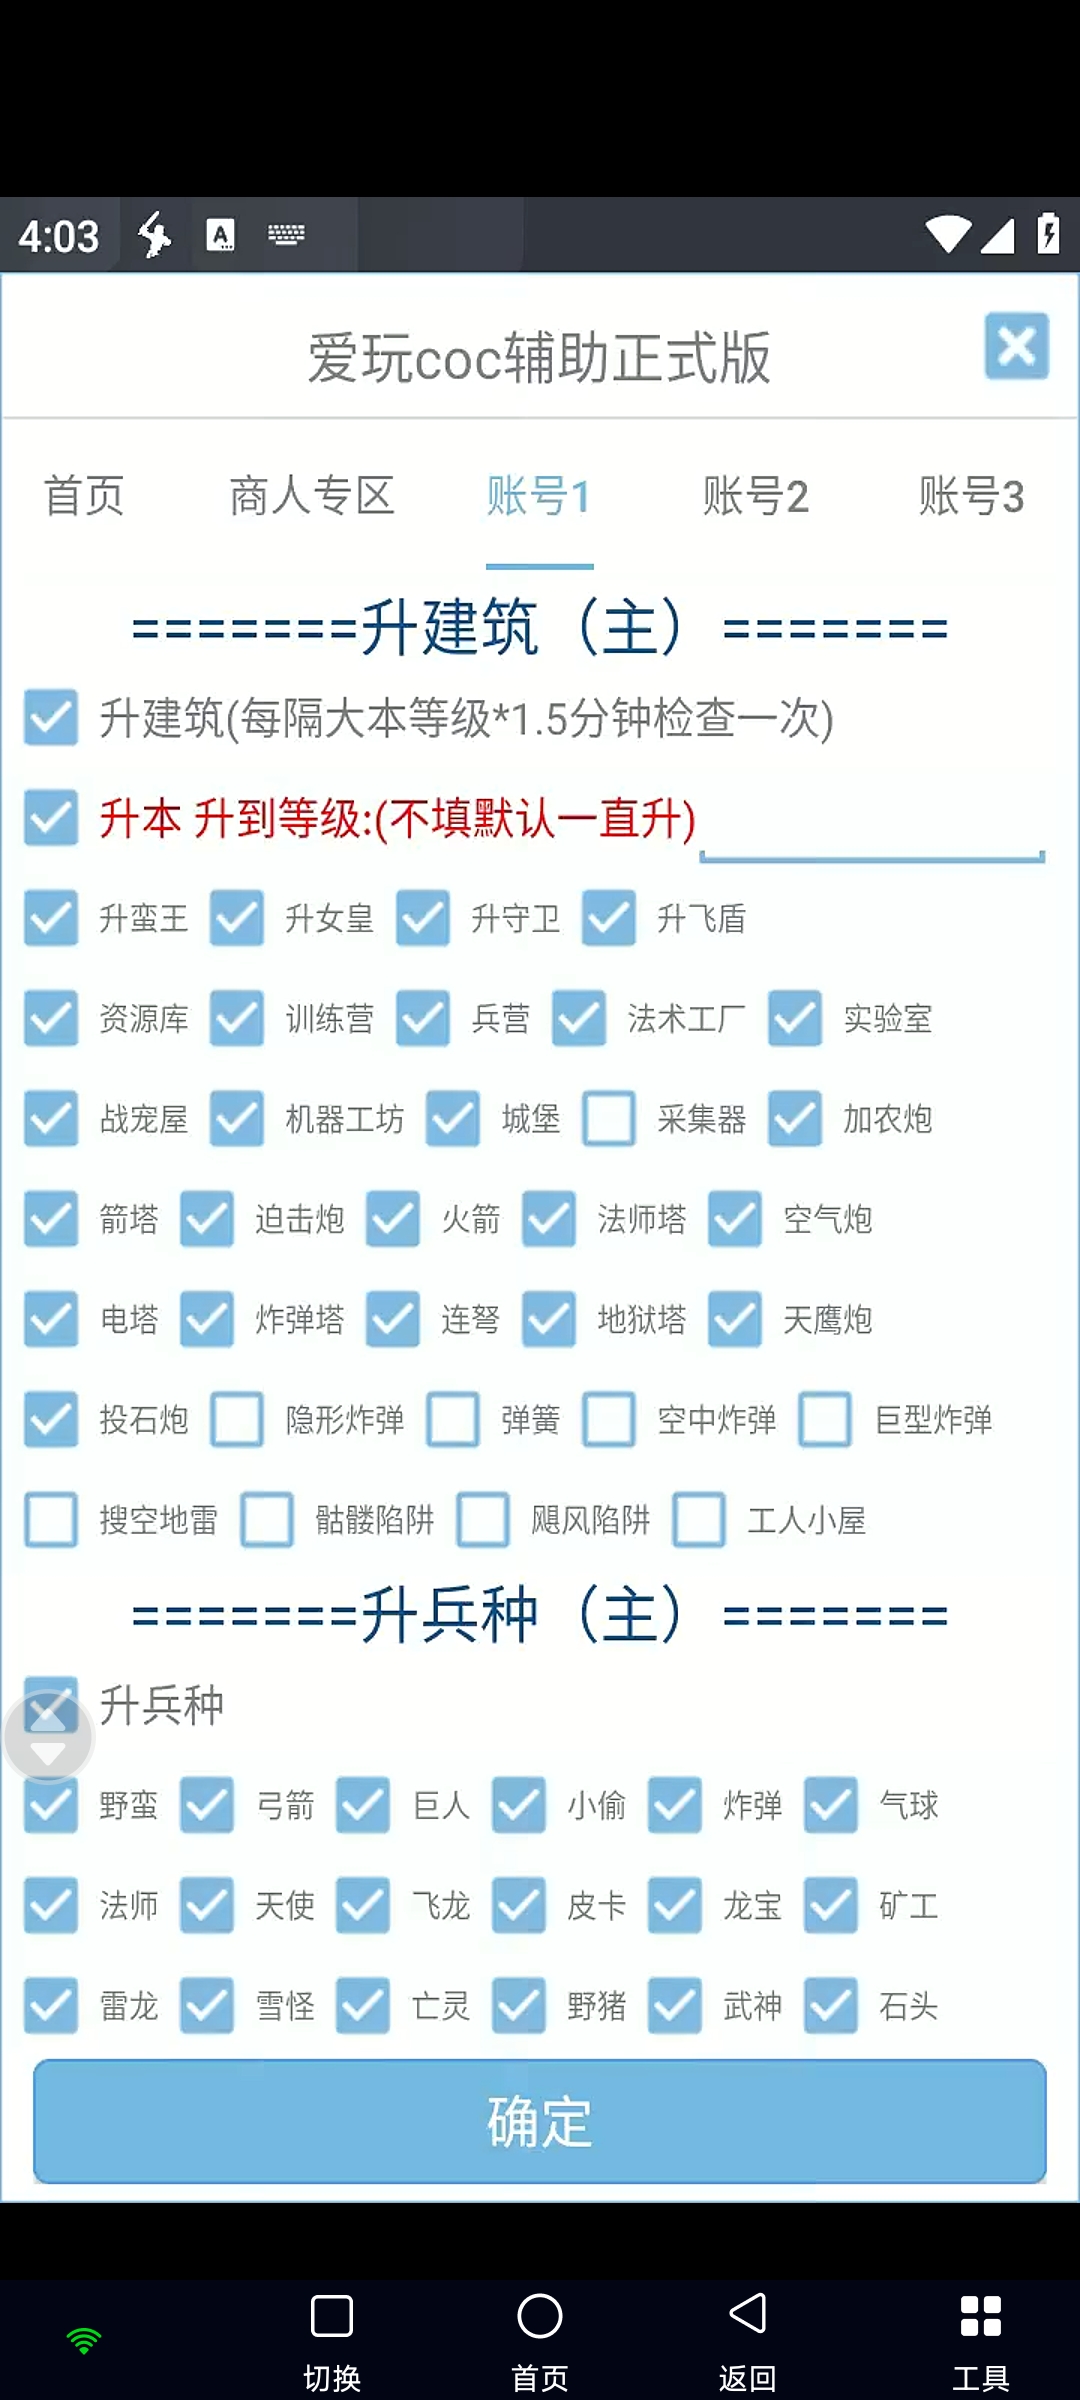 4:03
爱玩coc辅助正式版
首页 商人专区 账号1 账号2 账号3
=======升建筑（主）=======
升建筑(每隔大本等级*1.5分钟检查一次)
升本 升到等级:(不填默认一直升)
升蛮王 升女皇 升守卫 升飞盾
资源库 训练营 兵营 法术工厂 实验室
战宠屋 机器工坊 城堡 采集器 加农炮
箭塔 迫击炮 火箭 法师塔 空气炮
电塔 炸弹塔 连弩 地狱塔 天鹰炮
投石炮 隐形炸弹 弹簧 空中炸弹 巨型炸弹
搜空地雷 骷髅陷阱 飓风陷阱 工人小屋
=======升兵种（主）=======
升兵种
野蛮 弓箭 巨人 小偷 炸弹 气球
法师 天使 飞龙 皮卡 龙宝 矿工
雷龙 雪怪 亡灵 野猪 武神 石头
确定
切换 首页 返回 工具